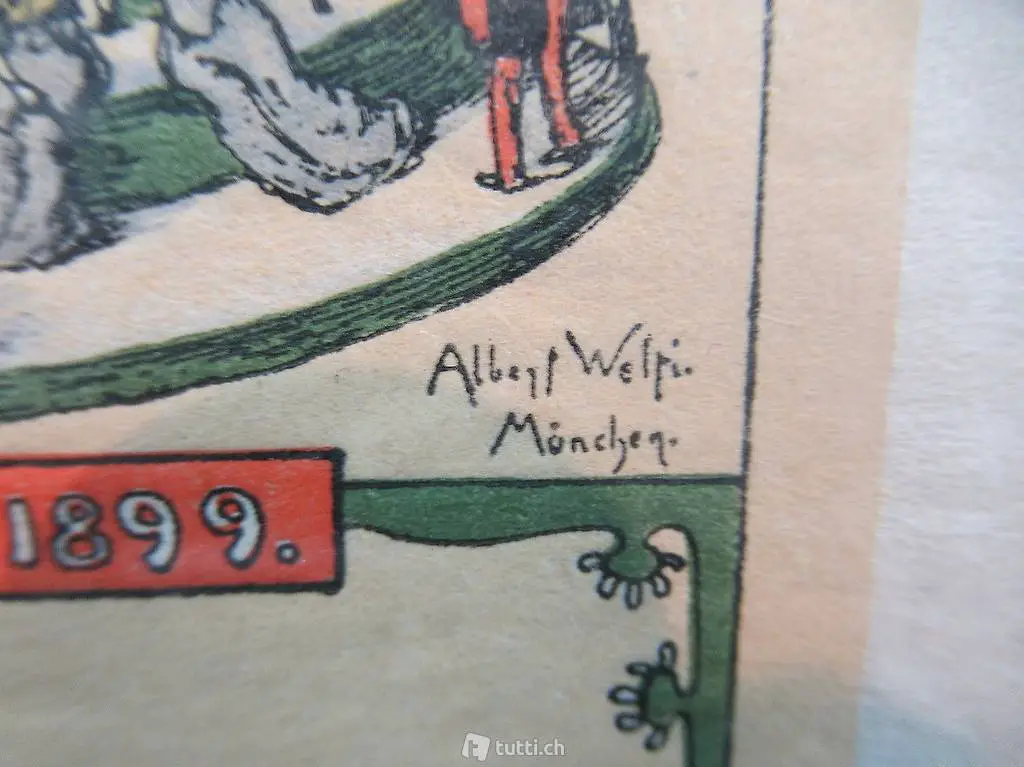 Albert Welti.
München.
1899.
tutti.ch